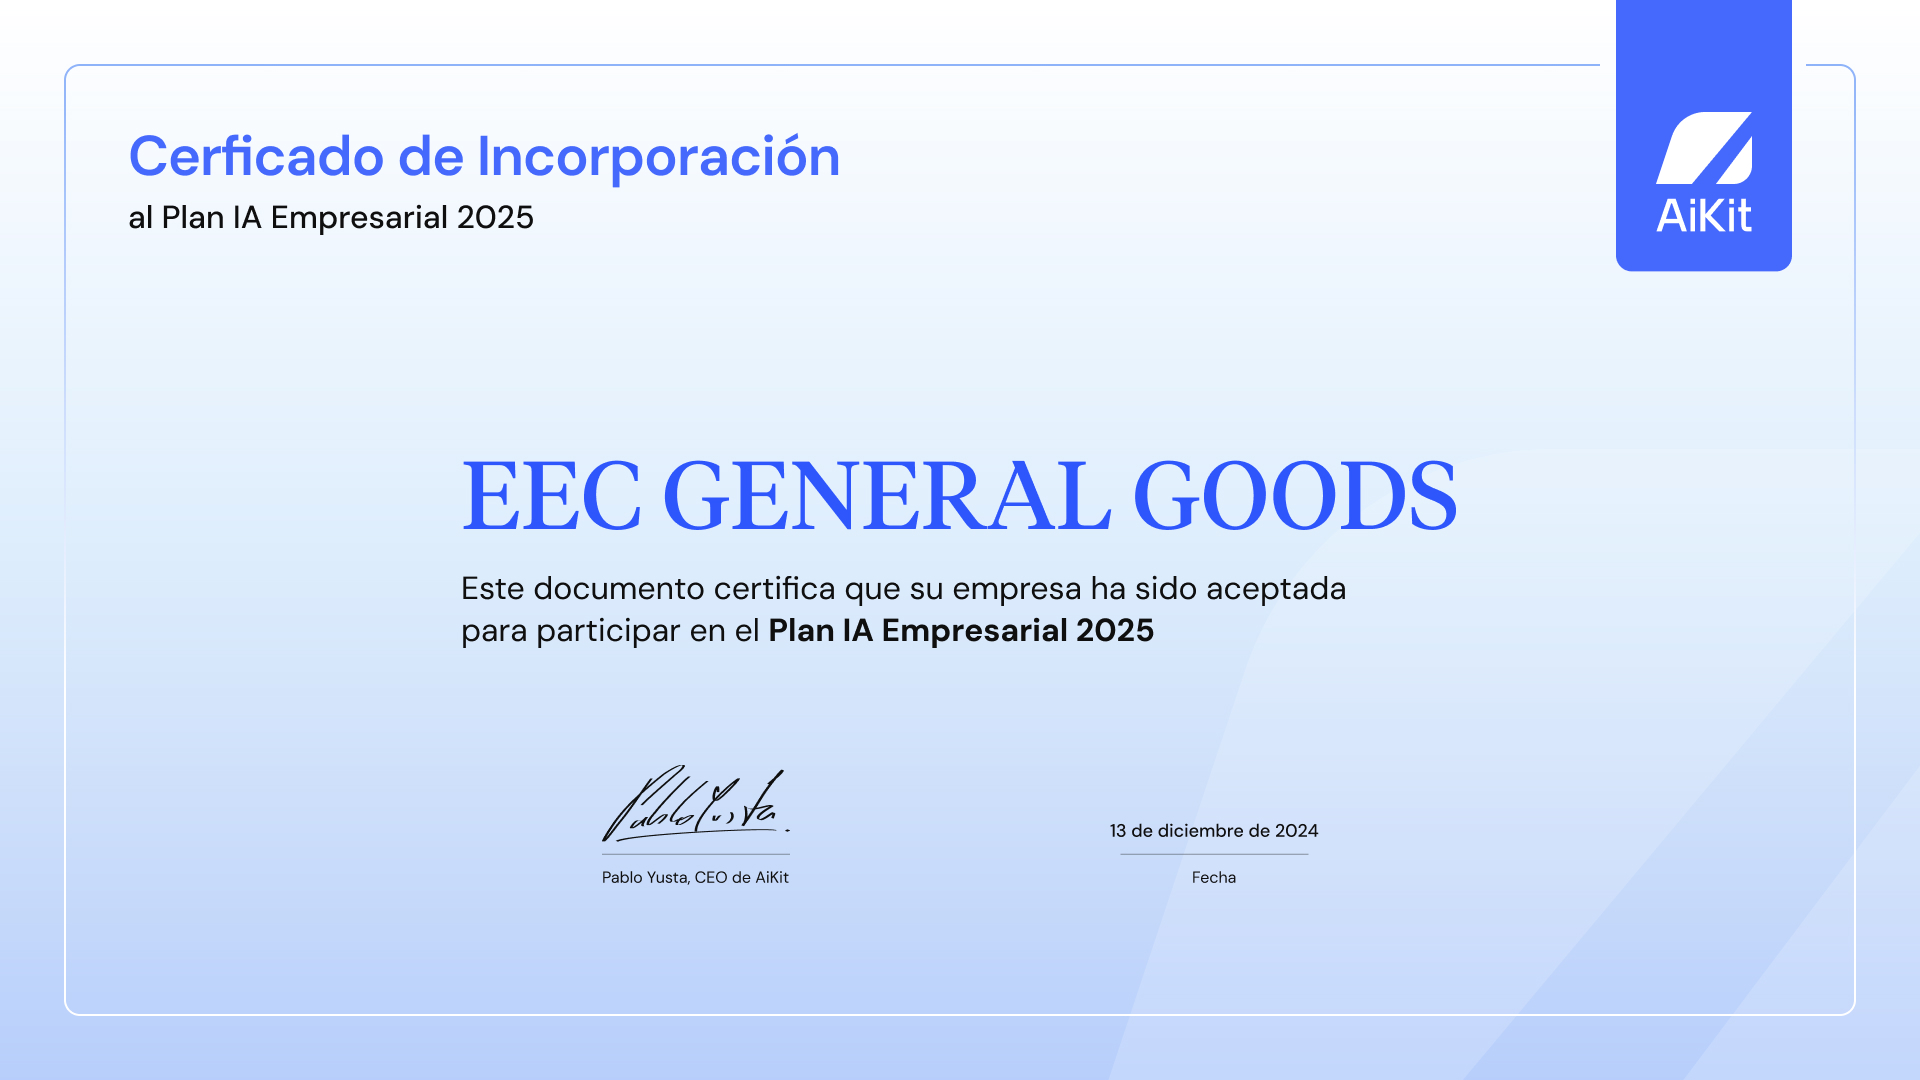 Cerficado de Incorporación
al Plan IA Empresarial 2025
AiKit
EEC GENERAL GOODS
Este documento certifica que su empresa ha sido aceptada
para participar en el Plan IA Empresarial 2025
Pablo Yusta.
Pablo Yusta, CEO de AiKit
13 de diciembre de 2024
Fecha